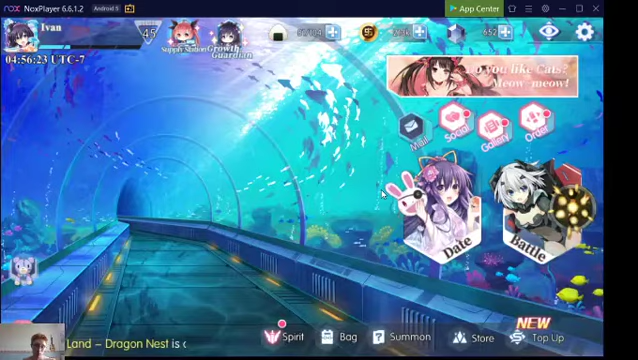 NoxPlayer 6.6.1.2
Android 5
App Center
Ivan
45
Supply Station
Growth Guardian
652
04:56:23 UTC-7
o you like Cats?
Meow-meow!
Mail
Social
Gallery
Order
Date
Battle
Land – Dragon Nest is
Spirit
Bag
Summon
Store
NEW
Top Up